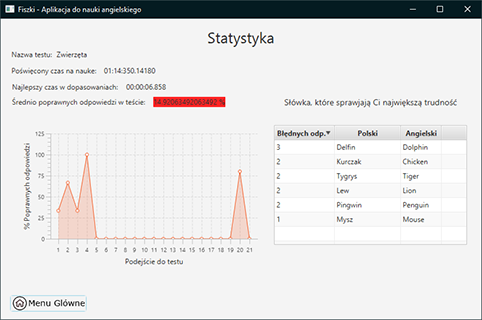 Fiszki - Aplikacja do nauki angielskiego
Statystyka
Nazwa testu: Zwierzęta
Poświęcony czas na naukę: 01:14:350.14180
Najlepszy czas w dopasowaniach: 00:00:06.858
Średnio poprawnych odpowiedzi w teście: 14.92063492063492 %
Słówka, które sprawjają Ci największą trudność
% Poprawnych odpowiedzi
125
100
75
50
25
0
1 2 3 4 5 6 7 8 9 10 11 12 13 14 15 16 17 18 19 20 21
Podejście do testu
Błędnych odp.▼ Polski Angielski
3 Delfin Dolphin
2 Kurczak Chicken
2 Tygrys Tiger
2 Lew Lion
2 Pingwin Penguin
1 Mysz Mouse
Menu Glówne